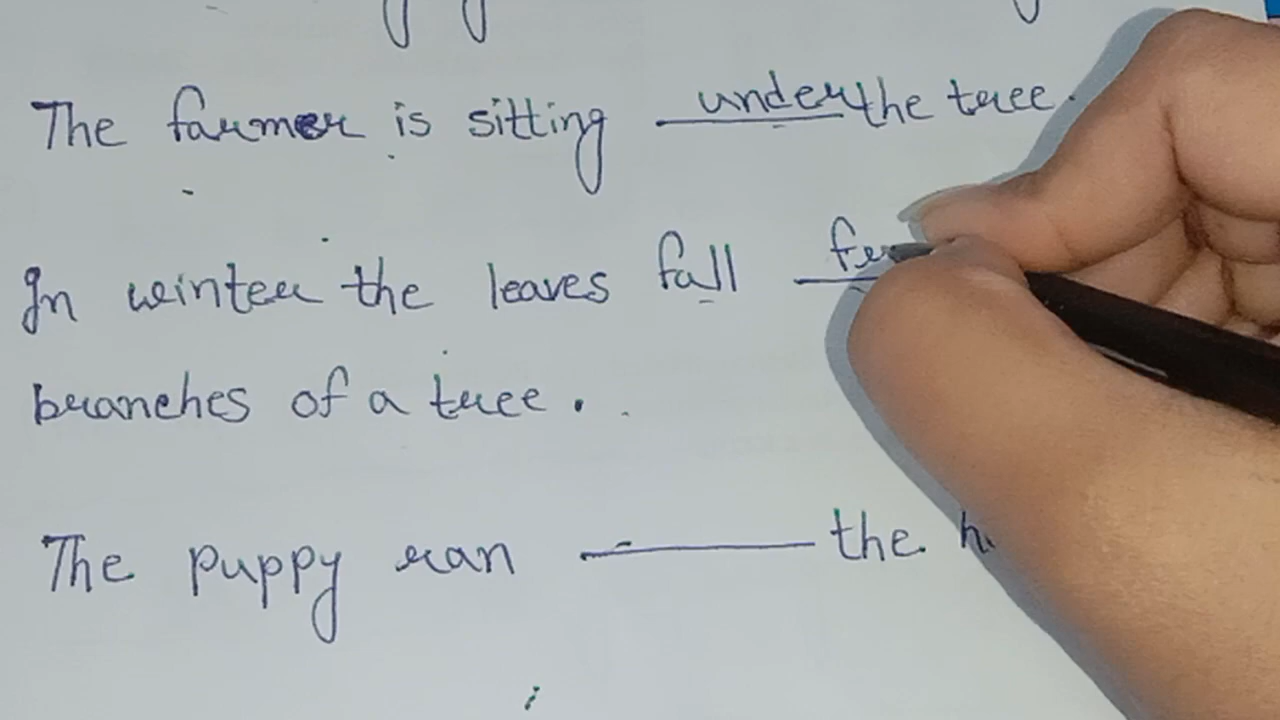 The farmer is sitting under the tree.
In winter the leaves fall
branches of a tree.
The puppy ran ______ the